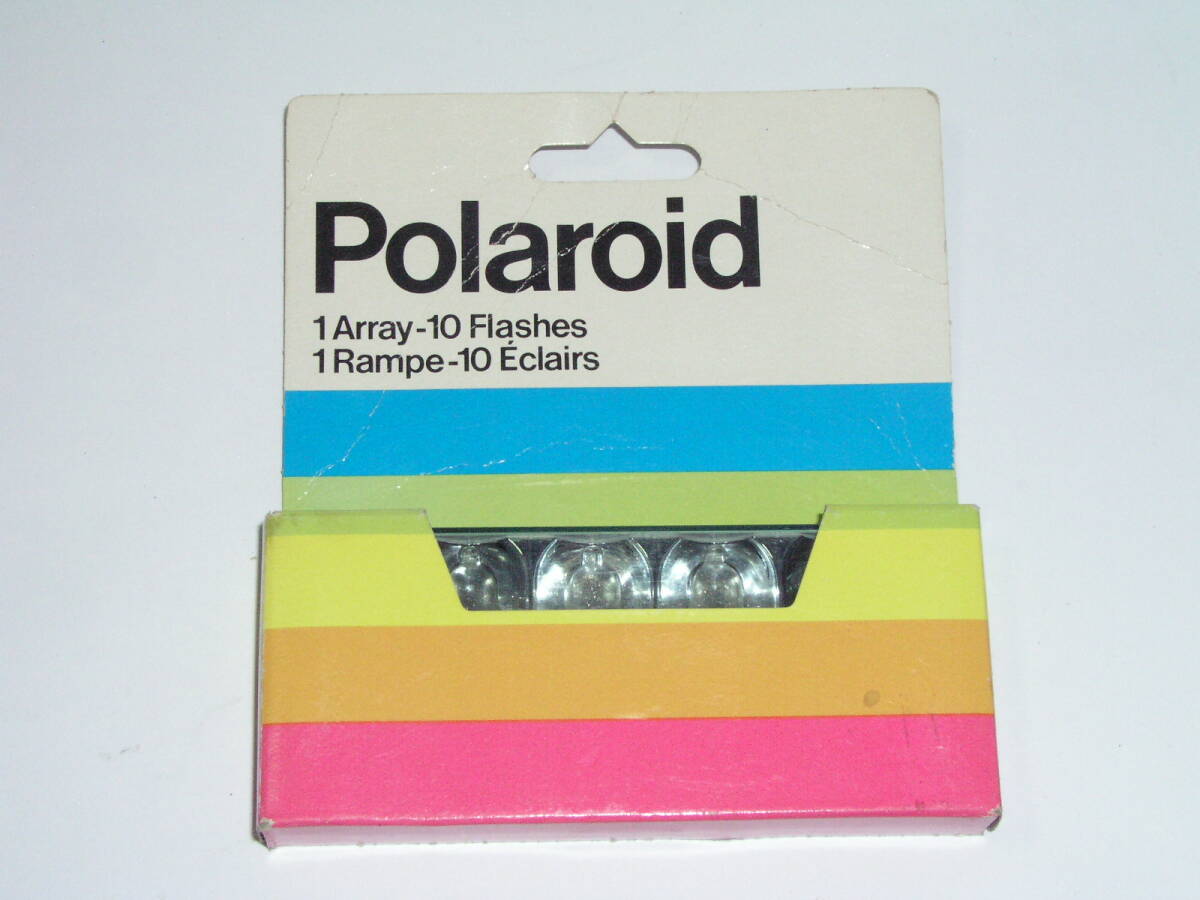 Polaroid
1 Array-10 Flashes
1 Rampe-10 Éclairs